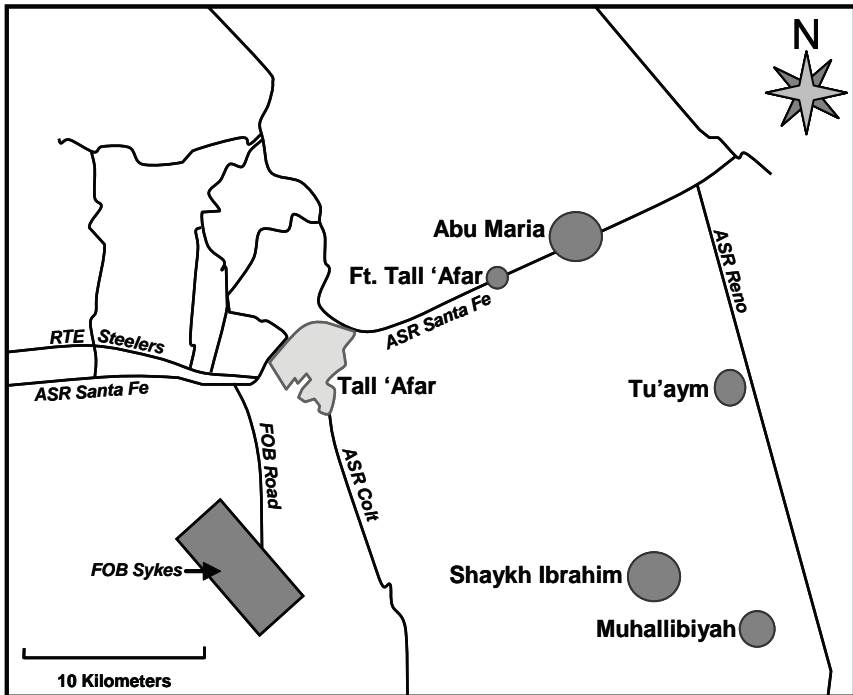 N
Abu Maria
Ft. Tall ‘Afar
ASR Santa Fe
ASR Reno
RTE Steelers
ASR Santa Fe
Tall ‘Afar
Tu’aym
FOB Road
ASR Colt
FOB Sykes
Shaykh Ibrahim
Muhallibiyah
10 Kilometers